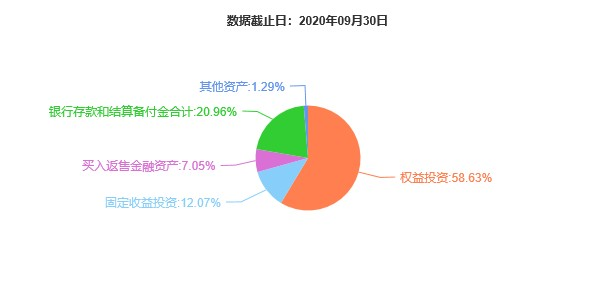 数据截止日：2020年09月30日
其他资产:1.29%
银行存款和结算备付金合计:20.96%
买入返售金融资产:7.05%
权益投资:58.63%
固定收益投资:12.07%